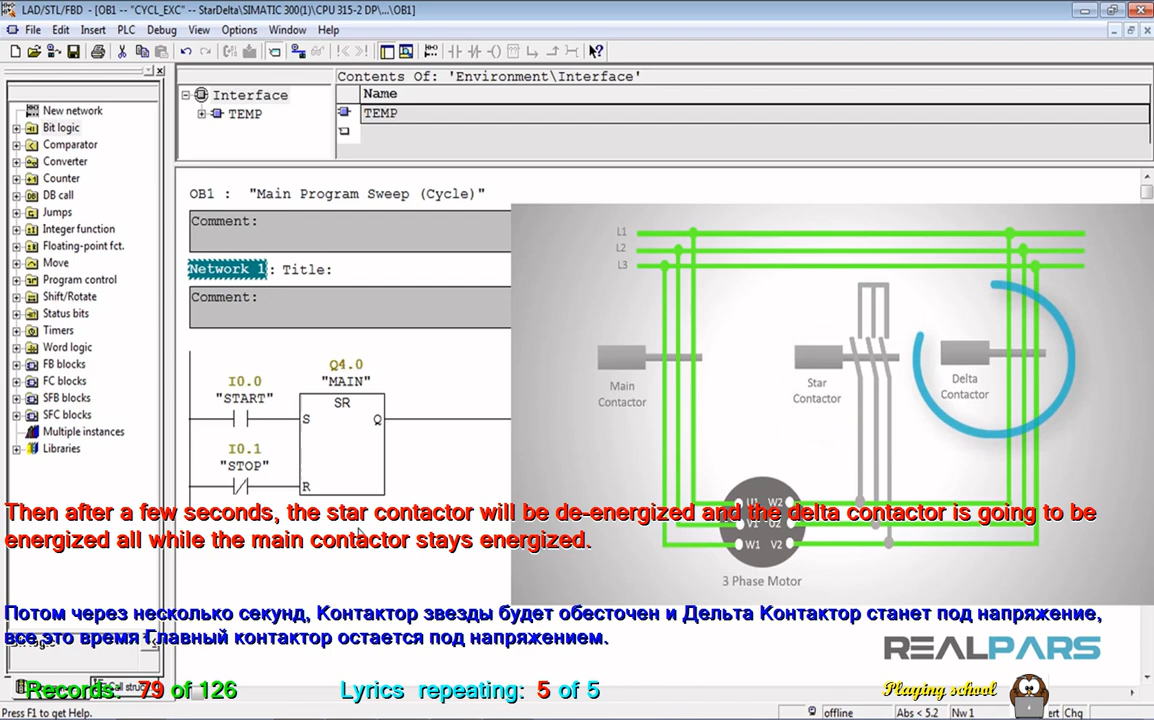 LAD/STL/FBD - [OB1 -- "CYCL_EXC" -- StarDelta\SIMATIC 300(1)\CPU 315-2 DP\...\OB1]
File Edit Insert PLC Debug View Options Window Help
Contents Of: 'Environment\Interface'
Interface
TEMP
Name
TEMP
New network
Bit logic
Comparator
Converter
Counter
DB call
Jumps
Integer function
Floating-point fct.
Move
Program control
Shift/Rotate
Status bits
Timers
Word logic
FB blocks
FC blocks
SFB blocks
SFC blocks
Multiple instances
Libraries
OB1 : "Main Program Sweep (Cycle)"
Comment:
Network 1: Title:
Comment:
Q4.0
"MAIN"
I0.0
"START"
SR
S
Q
I0.1
"STOP"
R
L1
L2
L3
Main
Contactor
Star
Contactor
Delta
Contactor
U1 W2
V1 U2
W1 V2
3 Phase Motor
Then after a few seconds, the star contactor will be de-energized and the delta contactor is going to be
energized all while the main contactor stays energized.
Потом через несколько секунд, Контактор звезды будет обесточен и Дельта Контактор станет под напряжение,
все это время Главный контактор остается под напряжением.
REALPARS
Records: 79 of 126
Lyrics repeating: 5 of 5
Playing school
Press F1 to get Help.
offline
Abs < 5.2
Nw 1
Chg